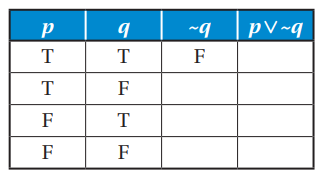 p q ~q p∨~q
T T F
T F
F T
F F